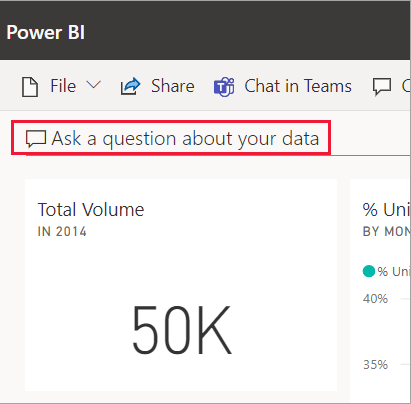 Power BI
File Share Chat in Teams
Ask a question about your data
Total Volume
IN 2014
50K
% Uni
BY MON
% Uni
40%
35%